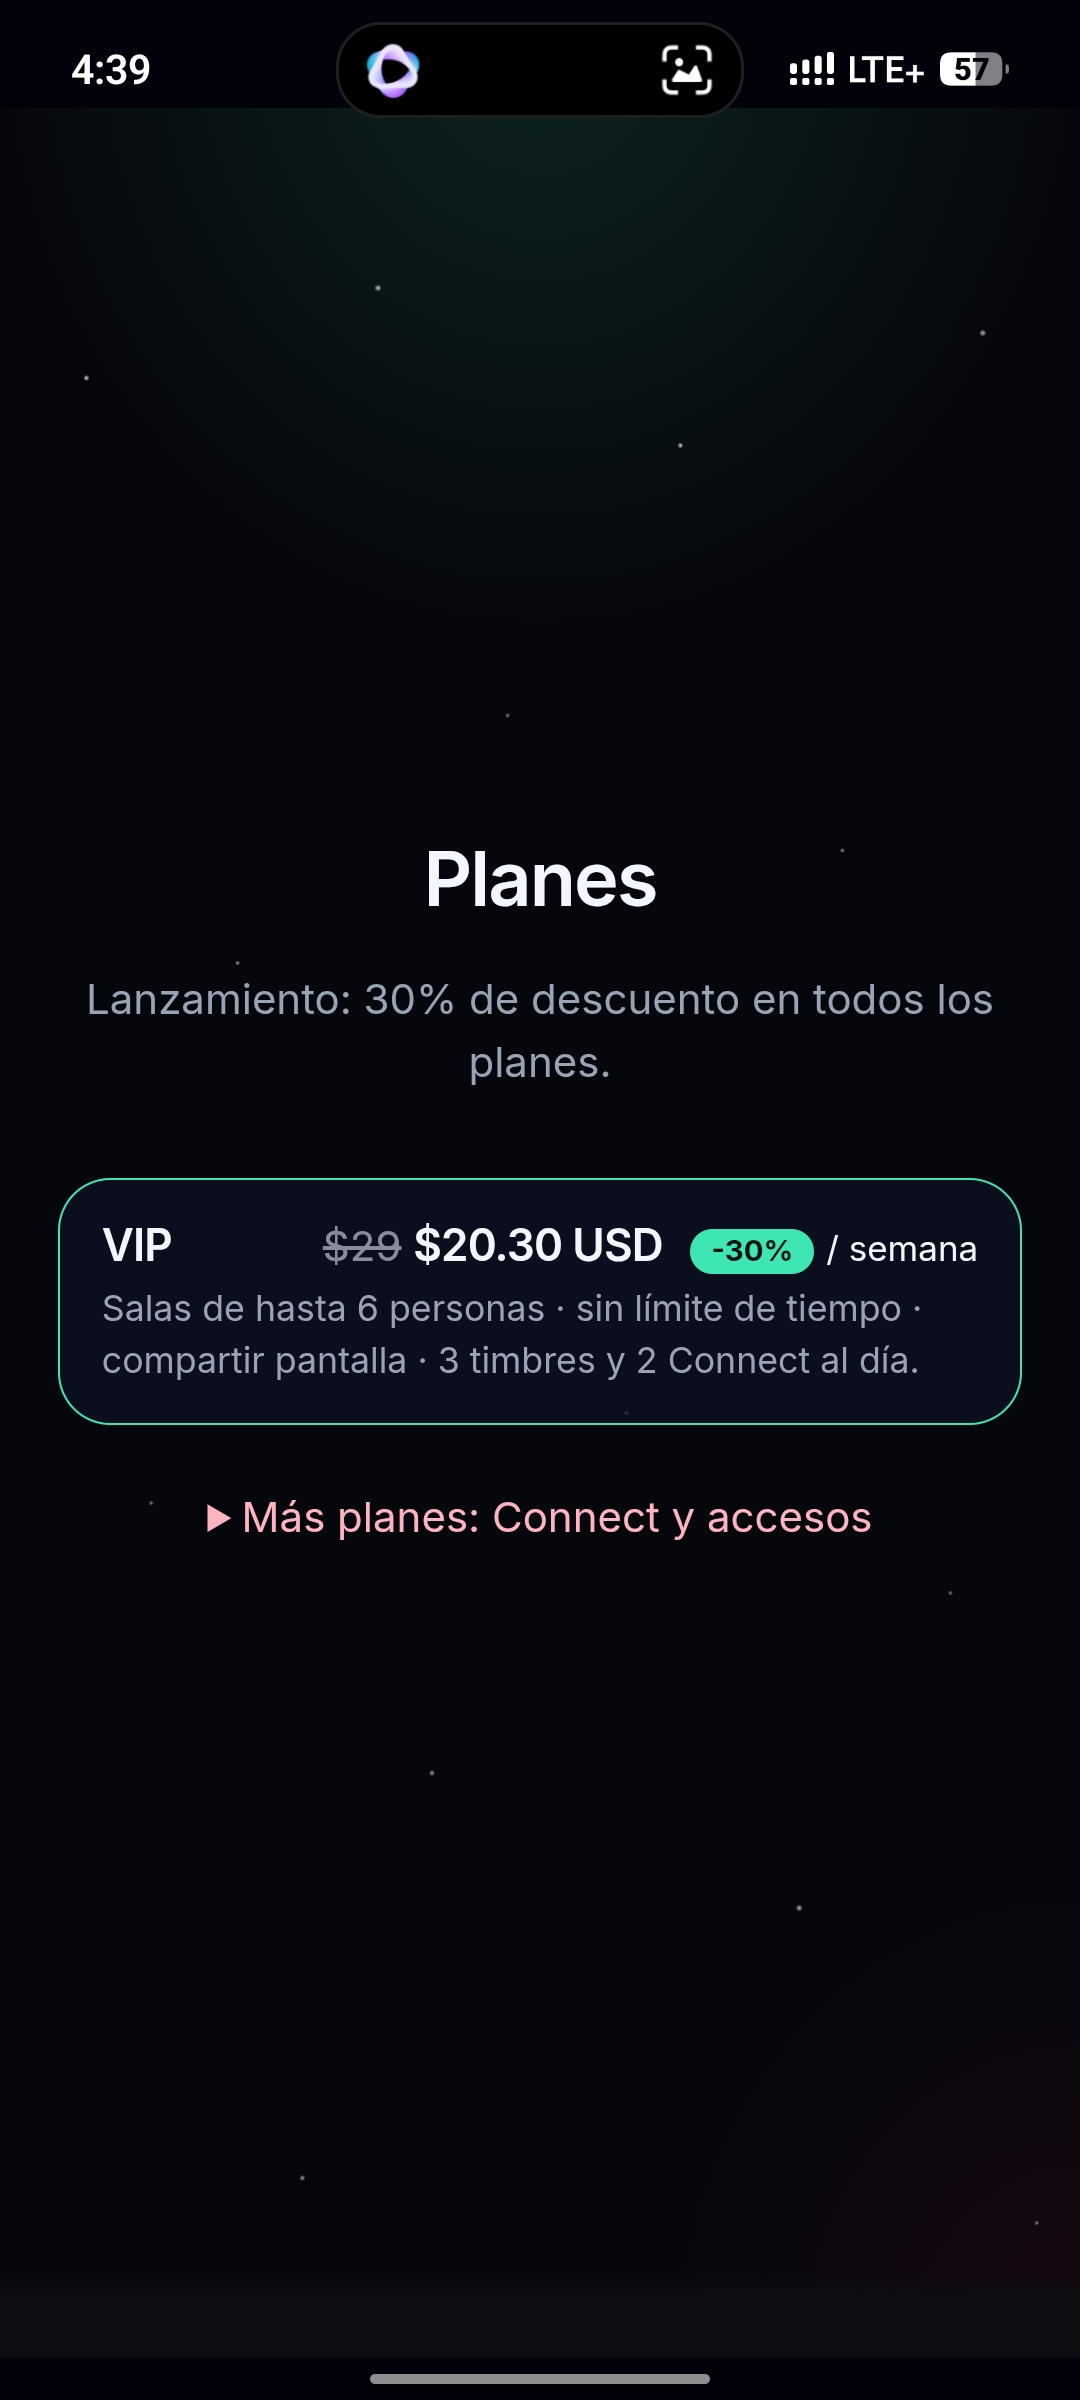 4:39
LTE+
57
Planes
Lanzamiento: 30% de descuento en todos los
planes.
VIP $29 $20.30 USD -30% / semana
Salas de hasta 6 personas · sin límite de tiempo ·
compartir pantalla · 3 timbres y 2 Connect al día.
▶ Más planes: Connect y accesos